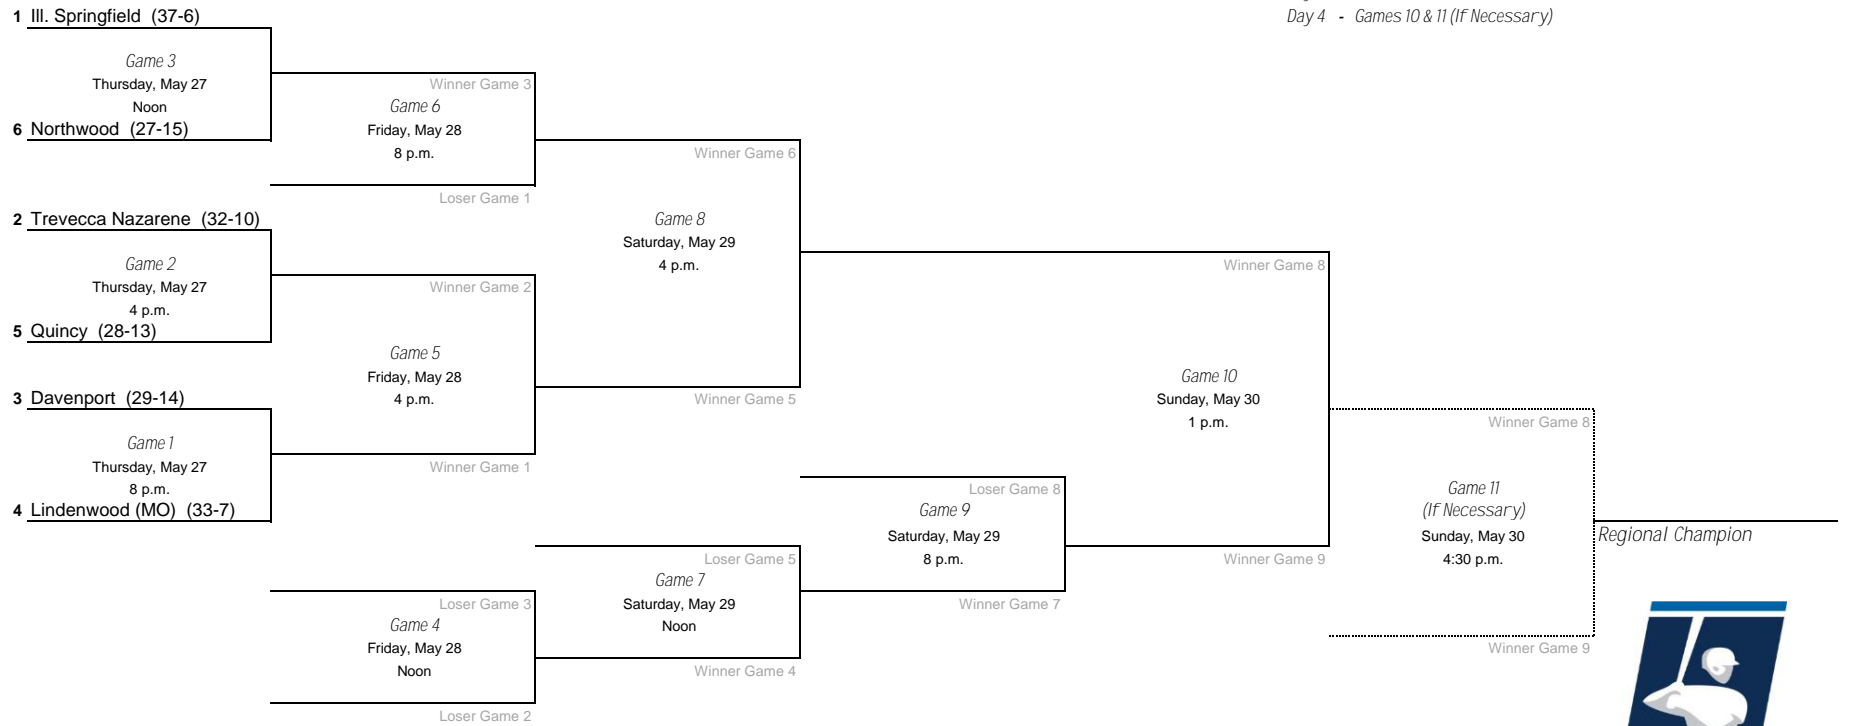 1 Ill. Springfield (37-6)
Day 4 - Games 10 & 11 (If Necessary)
Game 3
Thursday, May 27
Noon
6 Northwood (27-15)
Winner Game 3
Game 6
Friday, May 28
8 p.m.
Loser Game 1
2 Trevecca Nazarene (32-10)
Game 2
Thursday, May 27
4 p.m.
5 Quincy (28-13)
Winner Game 2
Game 5
Friday, May 28
4 p.m.
Winner Game 1
3 Davenport (29-14)
Game 1
Thursday, May 27
8 p.m.
4 Lindenwood (MO) (33-7)
Winner Game 6
Game 8
Saturday, May 29
4 p.m.
Winner Game 5
Loser Game 3
Game 4
Friday, May 28
Noon
Loser Game 2
Loser Game 5
Game 7
Saturday, May 29
Noon
Winner Game 4
Loser Game 8
Game 9
Saturday, May 29
8 p.m.
Winner Game 7
Winner Game 8
Game 10
Sunday, May 30
1 p.m.
Winner Game 9
Winner Game 8
Game 11
(If Necessary)
Sunday, May 30
4:30 p.m.
Winner Game 9
Regional Champion